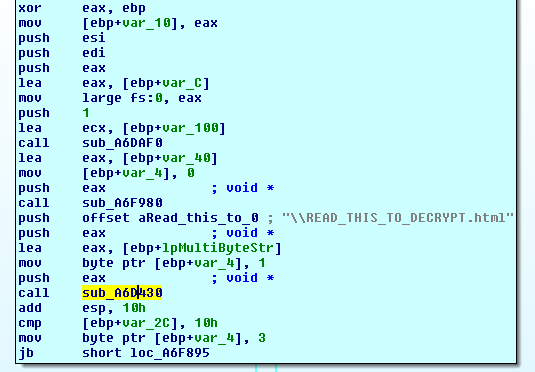 xor eax, ebp
mov [ebp+var_10], eax
push esi
push edi
push eax
lea eax, [ebp+var_C]
mov large fs:0, eax
push 1
lea ecx, [ebp+var_100]
call sub_A6DAF0
lea eax, [ebp+var_40]
mov [ebp+var_4], 0
push eax ; void *
call sub_A6F980
push offset aRead_this_to_0 ; "\\READ_THIS_TO_DECRYPT.html"
push eax ; void *
lea eax, [ebp+lpMultiByteStr]
mov byte ptr [ebp+var_4], 1
push eax ; void *
call sub_A6D430
add esp, 10h
cmp [ebp+var_2C], 10h
mov byte ptr [ebp+var_4], 3
jb short loc_A6F895